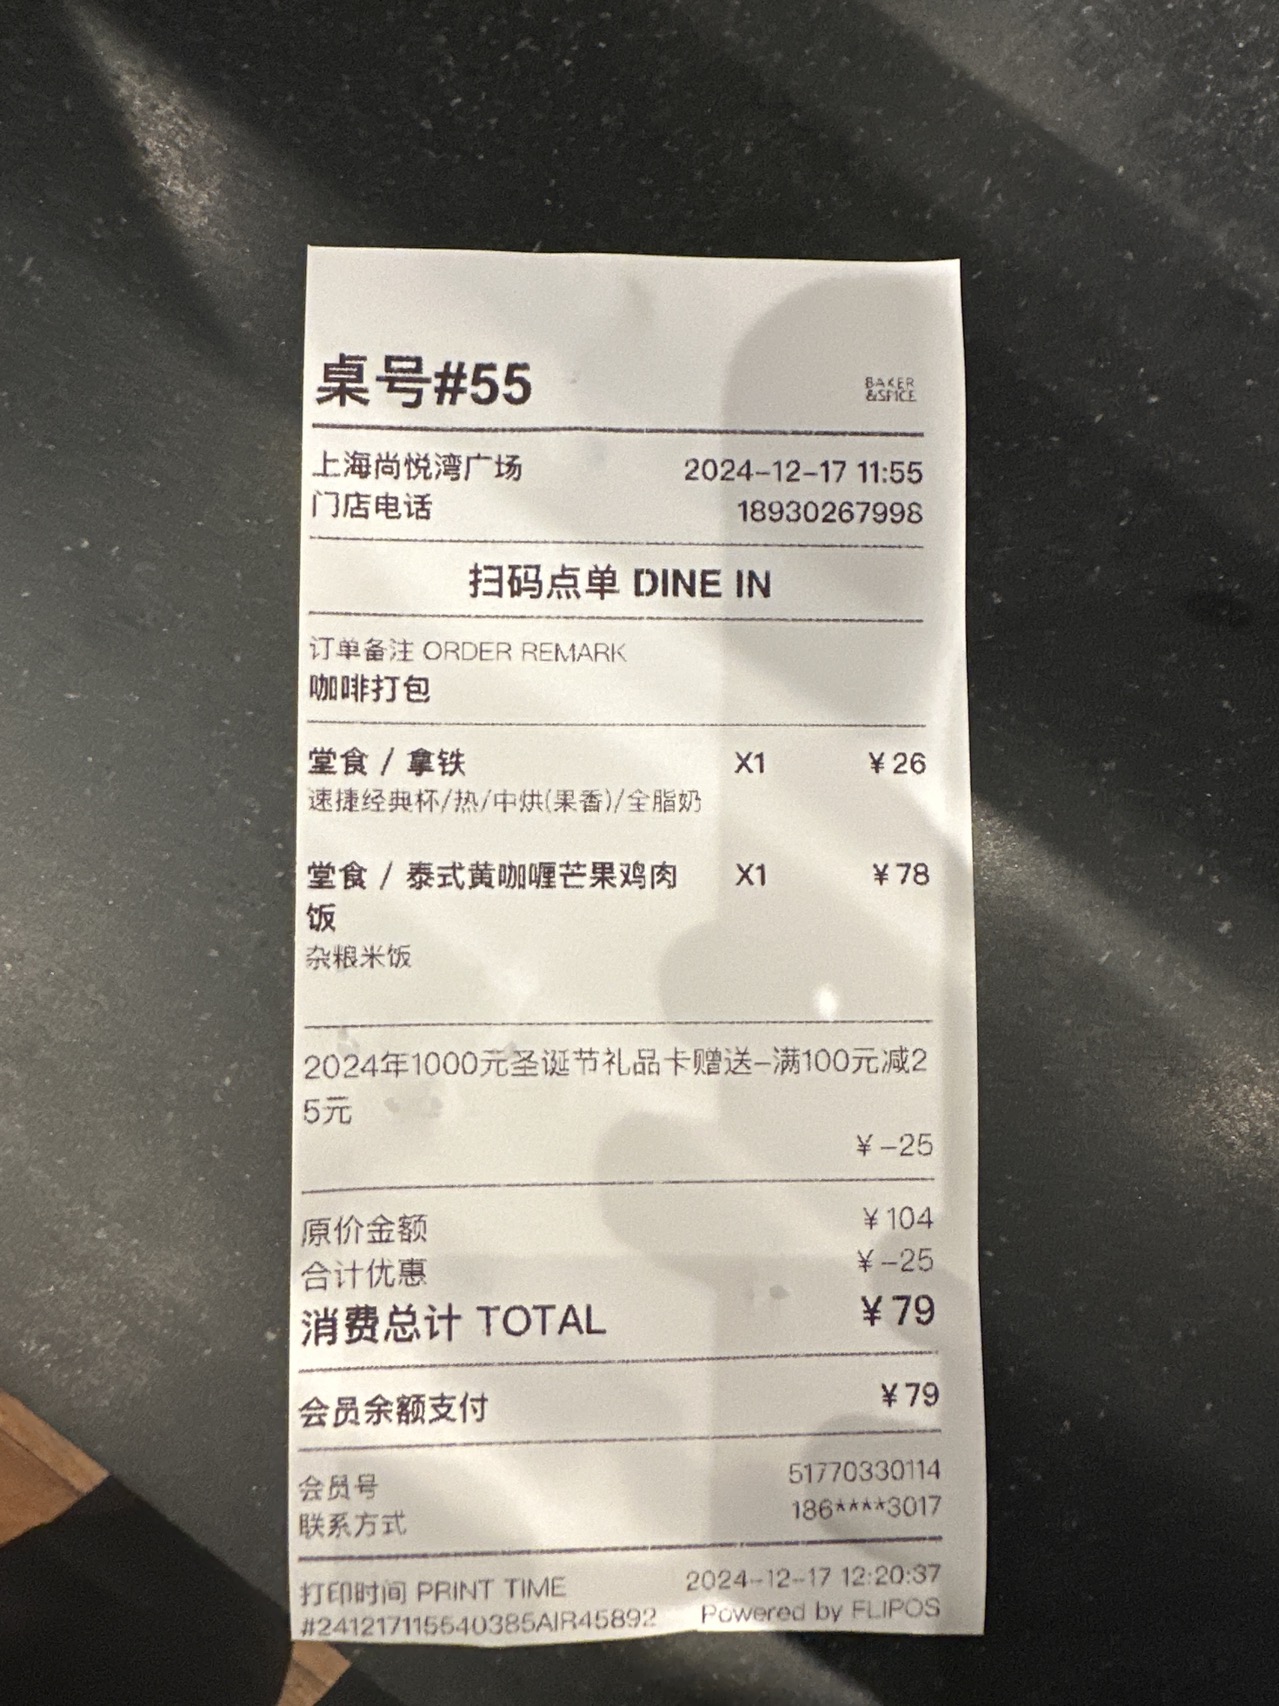 桌号#55
BAKER
&SPICE
上海尚悦湾广场 2024-12-17 11:55
门店电话 18930267998
扫码点单 DINE IN
订单备注 ORDER REMARK
咖啡打包
堂食 / 拿铁 X1 ¥26
速捷经典杯/热/中烘(果香)/全脂奶
堂食 / 泰式黄咖喱芒果鸡肉 X1 ¥78
饭
杂粮米饭
2024年1000元圣诞节礼品卡赠送-满100元减2
5元
¥-25
原价金额 ¥104
合计优惠 ¥-25
消费总计 TOTAL ¥79
会员余额支付 ¥79
会员号 51770330114
联系方式 186****3017
打印时间 PRINT TIME 2024-12-17 12:20:37
#241217115540385AIR45892 Powered by FLIPOS